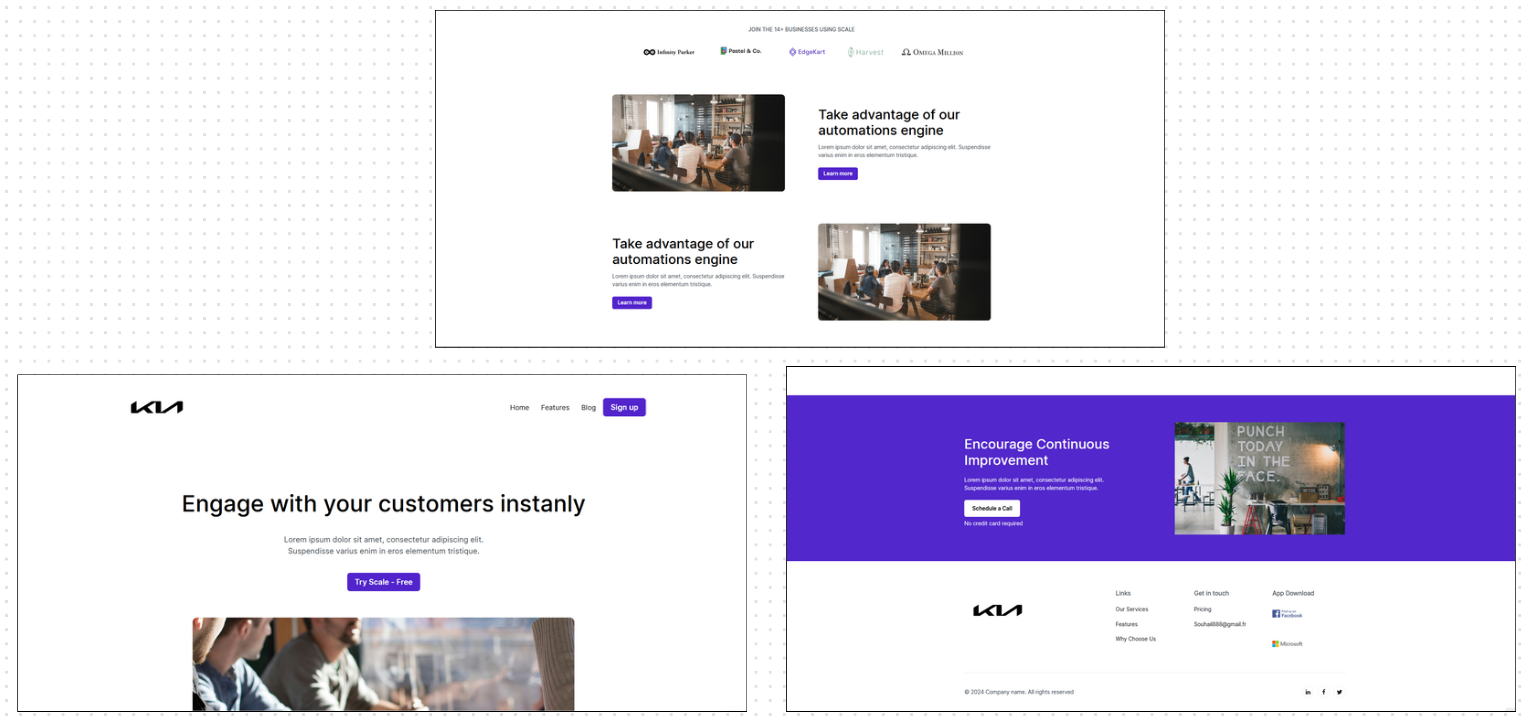 JOIN THE 14+ BUSINESSES USING SCALE
Infinity Parker
Pastel & Co.
EdgeKart
Harvest
OMEGA MILLION
Take advantage of our
automations engine
Lorem ipsum dolor sit amet, consectetur adipiscing elit. Suspendisse
varius enim in eros elementum tristique.
Learn more
Take advantage of our
automations engine
Lorem ipsum dolor sit amet, consectetur adipiscing elit. Suspendisse
varius enim in eros elementum tristique.
Learn more
KIA
Home Features Blog Sign up
Engage with your customers instanly
Lorem ipsum dolor sit amet, consectetur adipiscing elit.
Suspendisse varius enim in eros elementum tristique.
Try Scale - Free
Encourage Continuous
Improvement
Lorem ipsum dolor sit amet, consectetur adipiscing elit.
Suspendisse varius enim in eros elementum tristique.
Schedule a Call
No credit card required
PUNCH
TODAY
IN THE
FACE.
KIA
Links
Our Services
Features
Why Choose Us
Get in touch
Pricing
Souhail888@gmail.fr
App Download
Facebook
Microsoft
© 2024 Company name. All rights reserved